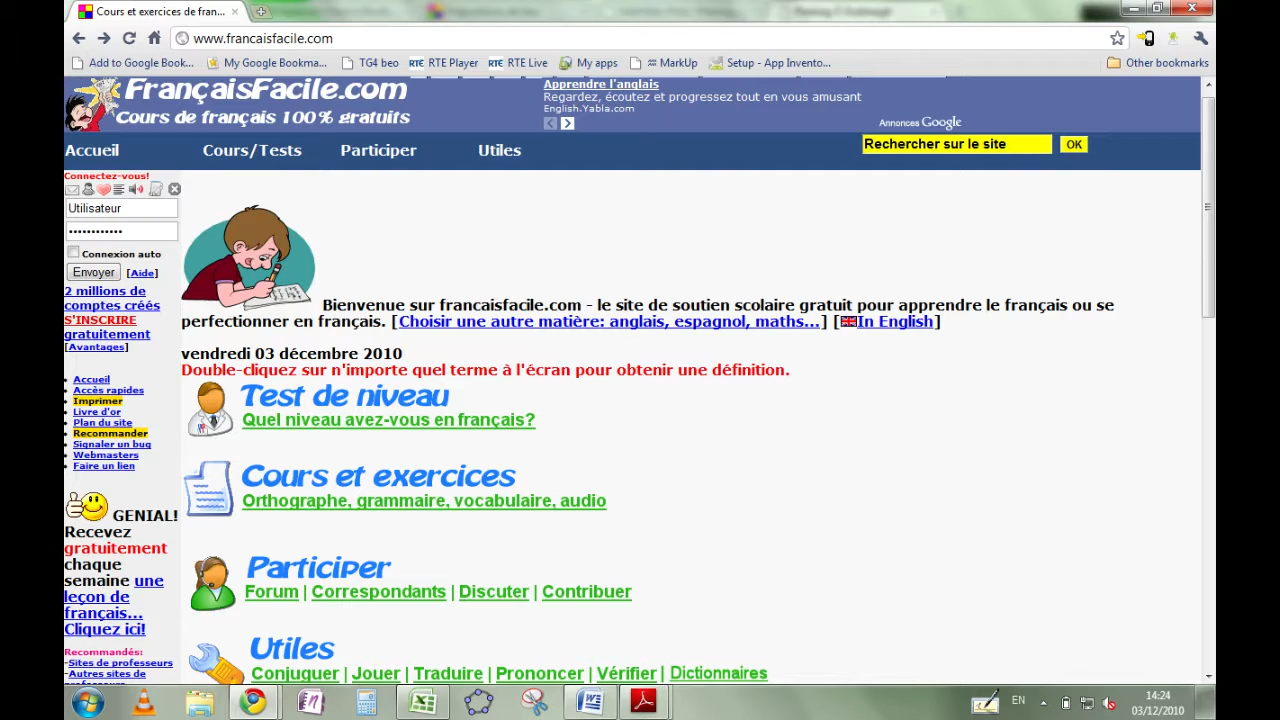 Cours et exercices de fran...
www.francaisfacile.com
Add to Google Book...
My Google Bookma...
TG4 beo
RTÉ RTE Player
RTÉ RTE Live
My apps
MarkUp
Setup - App Invento...
Other bookmarks
FrançaisFacile.com
Cours de français 100% gratuits
Apprendre l'anglais
Regardez, écoutez et progressez tout en vous amusant
English.Yabla.com
Annonces Google
Accueil
Cours/Tests
Participer
Utiles
Rechercher sur le site
OK
Connectez-vous!
Utilisateur
••••••••••••
Connexion auto
Envoyer [Aide]
2 millions de
comptes créés
S'INSCRIRE
gratuitement
[Avantages]
Accueil
Accès rapides
Imprimer
Livre d'or
Plan du site
Recommander
Signaler un bug
Webmasters
Faire un lien
GENIAL!
Recevez
gratuitement
chaque
semaine une
leçon de
français...
Cliquez ici!
Recommandés:
-Sites de professeurs
-Autres sites de
Bienvenue sur francaisfacile.com - le site de soutien scolaire gratuit pour apprendre le français ou se
perfectionner en français. [Choisir une autre matière: anglais, espagnol, maths...] [In English]
vendredi 03 décembre 2010
Double-cliquez sur n'importe quel terme à l'écran pour obtenir une définition.
Test de niveau
Quel niveau avez-vous en français?
Cours et exercices
Orthographe, grammaire, vocabulaire, audio
Participer
Forum | Correspondants | Discuter | Contribuer
Utiles
Conjuguer | Jouer | Traduire | Prononcer | Vérifier | Dictionnaires
EN
14:24
03/12/2010